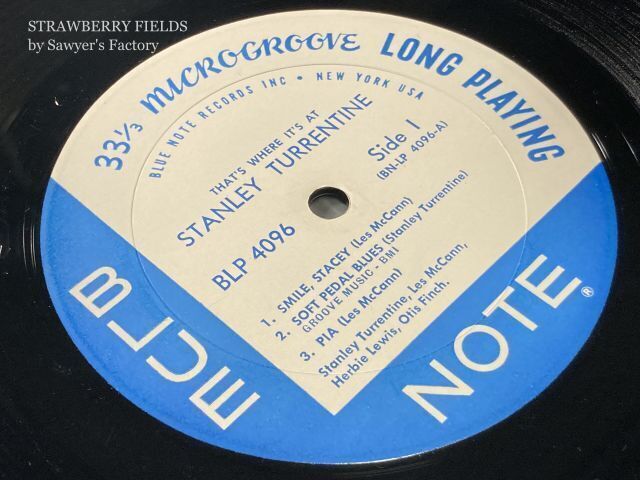 STRAWBERRY FIELDS
by Sawyer's Factory
33⅓ MICROGROOVE LONG PLAYING
BLUE NOTE RECORDS INC • NEW YORK USA
THAT'S WHERE IT'S AT
STANLEY TURRENTINE
BLP 4096
Side 1
(BN-LP 4096-A)
1. SMILE, STACEY (Les McCann)
2. SOFT PEDAL BLUES (Stanley Turrentine)
GROOVE MUSIC - BMI
3. PIA (Les McCann)
Stanley Turrentine, Les McCann,
Herbie Lewis, Otis Finch.
BLUE NOTE®